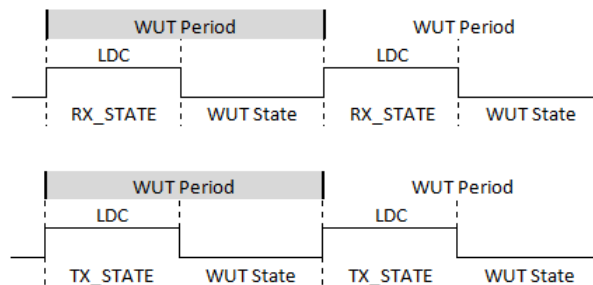 WUT Period WUT Period
LDC LDC
RX_STATE WUT State RX_STATE WUT State
WUT Period WUT Period
LDC LDC
TX_STATE WUT State TX_STATE WUT State